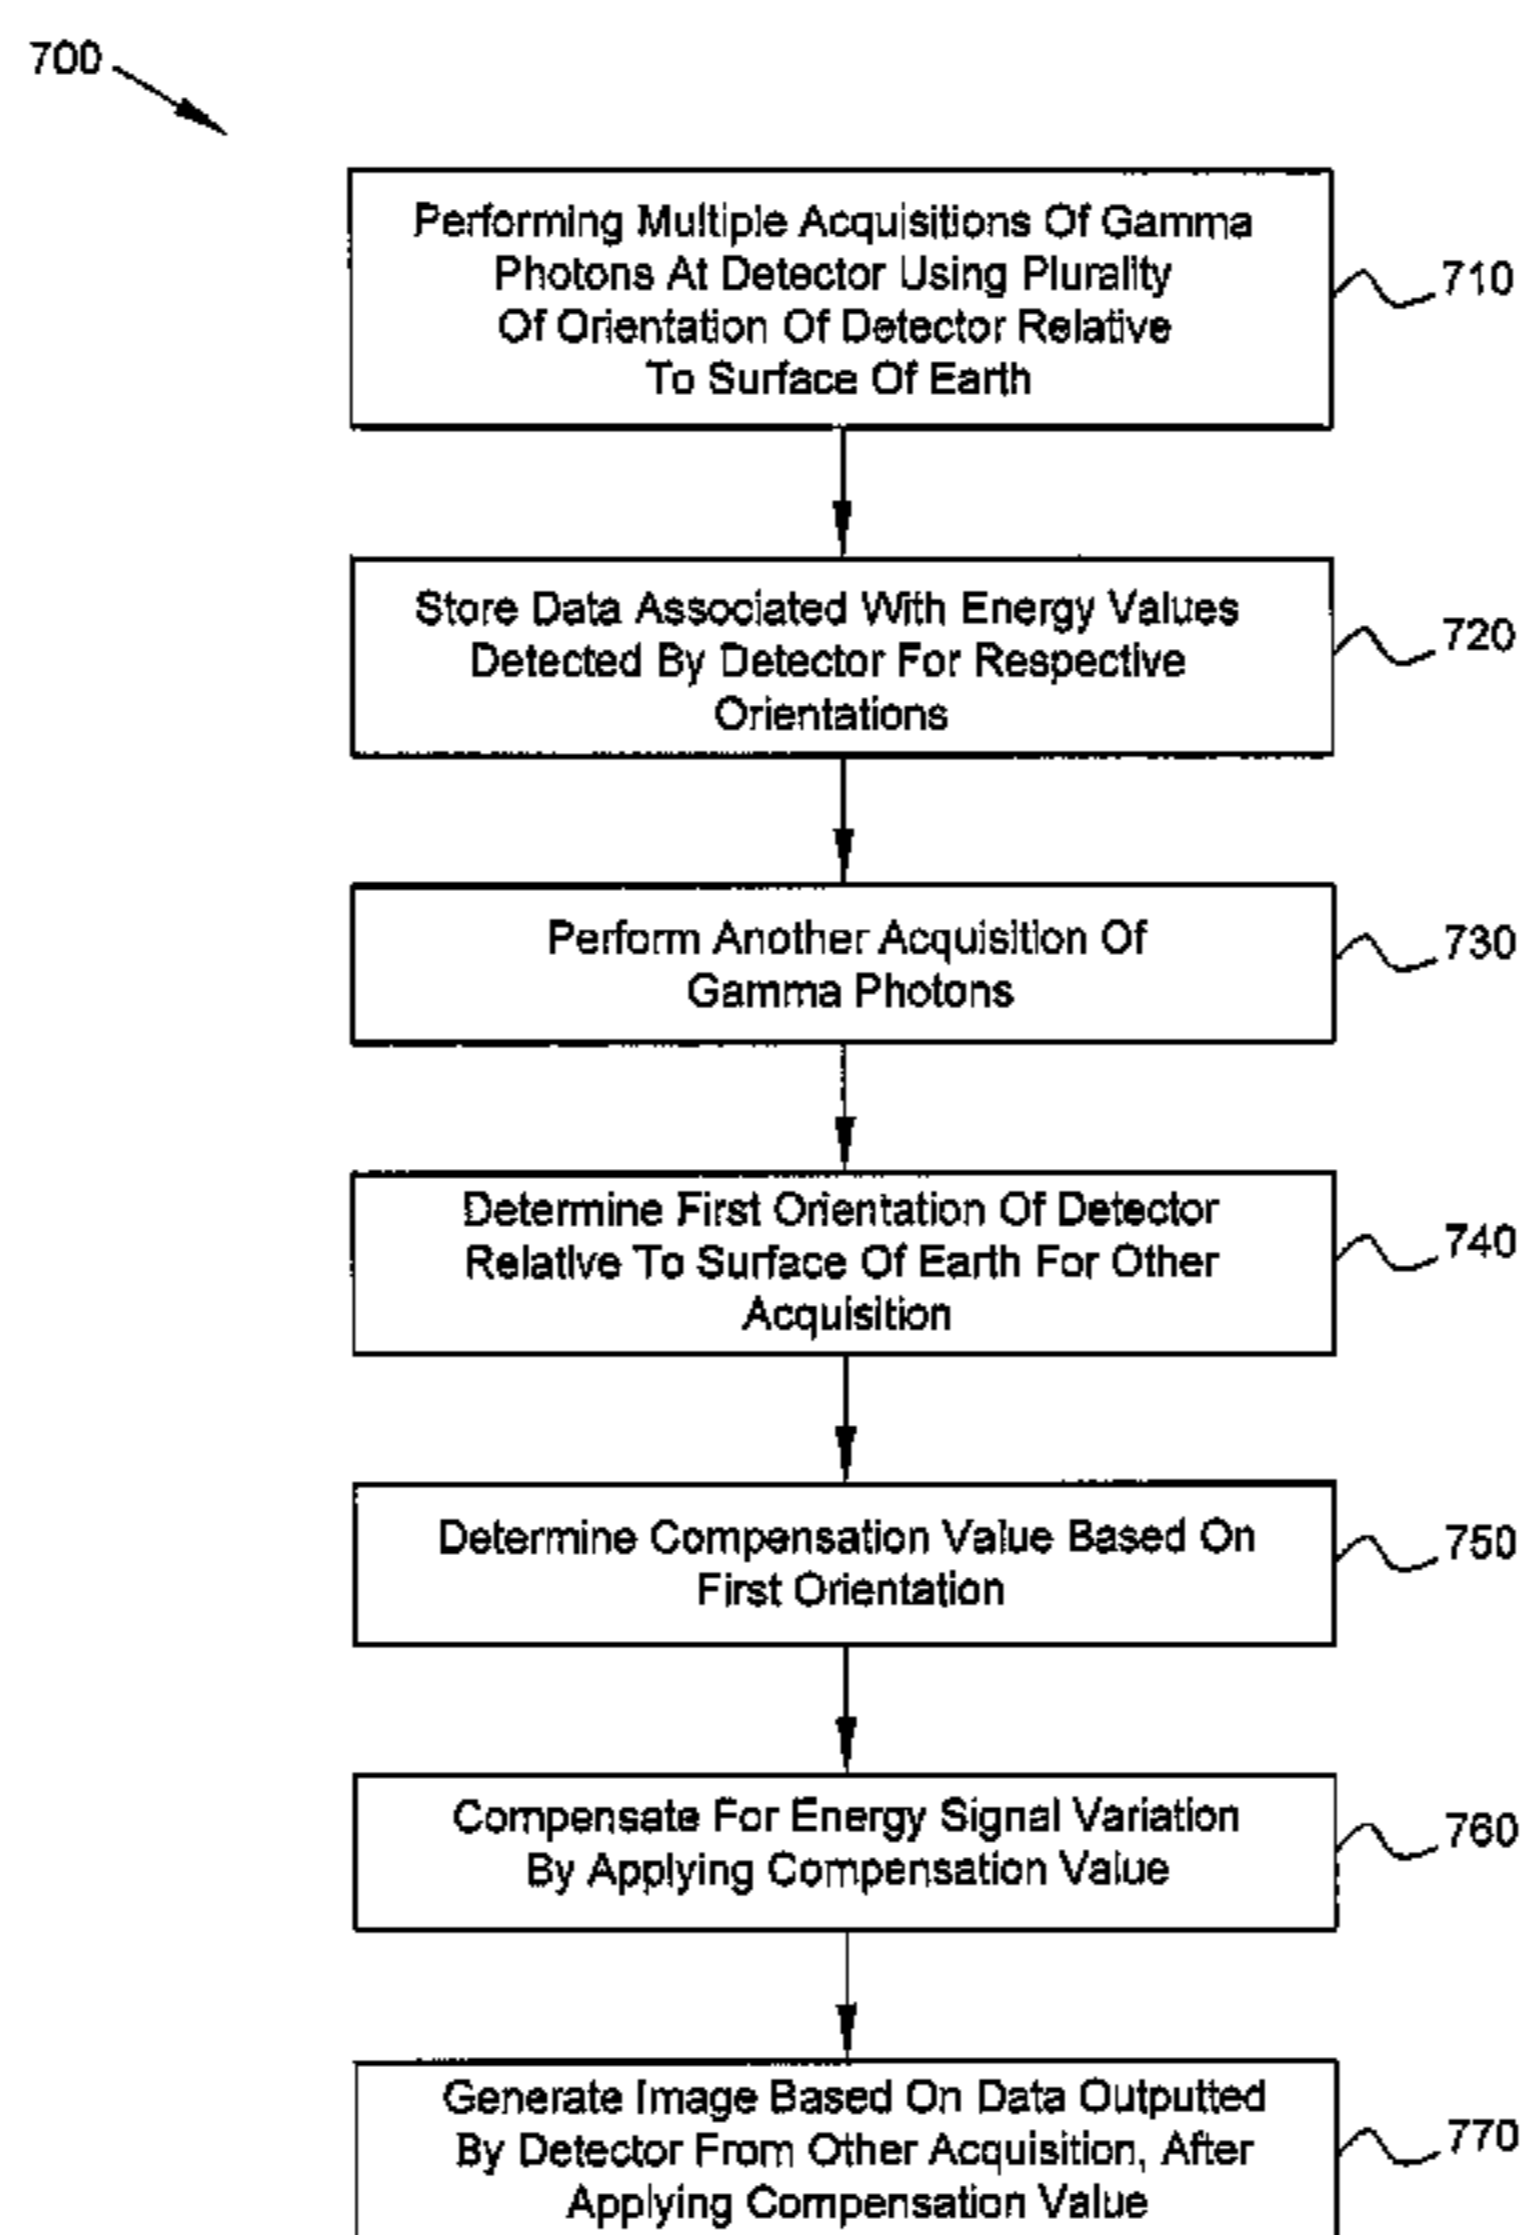 700
Performing Multiple Acquisitions Of Gamma
Photons At Detector Using Plurality
Of Orientation Of Detector Relative
To Surface Of Earth
710
Store Data Associated With Energy Values
Detected By Detector For Respective
Orientations
720
Perform Another Acquisition Of
Gamma Photons
730
Determine First Orientation Of Detector
Relative To Surface Of Earth For Other
Acquisition
740
Determine Compensation Value Based On
First Orientation
750
Compensate For Energy Signal Variation
By Applying Compensation Value
760
Generate Image Based On Data Outputted
By Detector From Other Acquisition, After
Applying Compensation Value
770